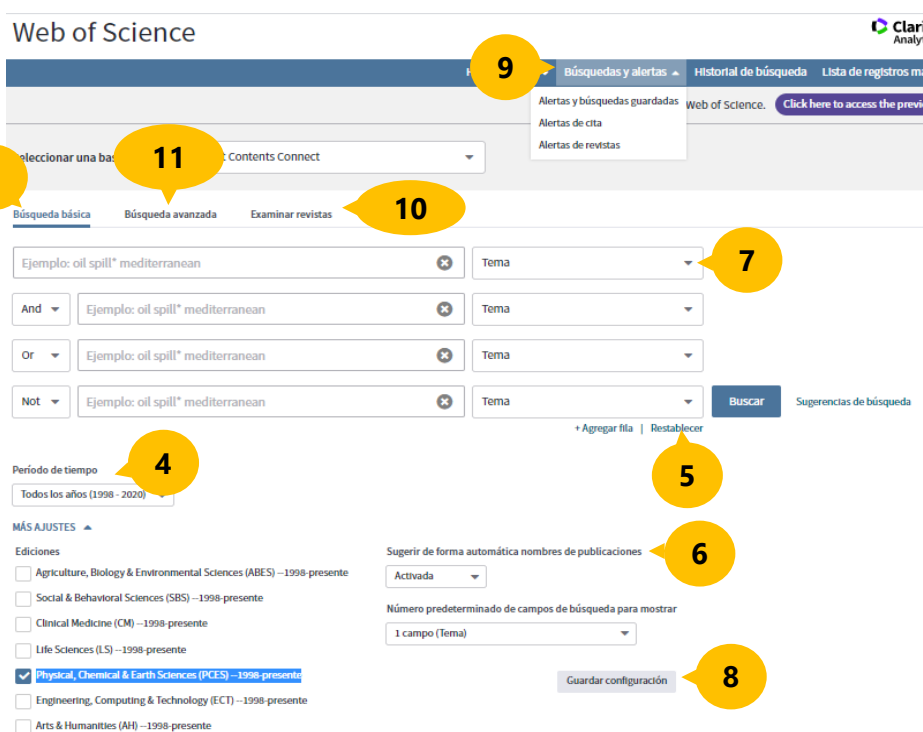 Web of Science
Clari
Analy
9
H
Búsquedas y alertas
Historial de búsqueda
Lista de registros ma
Alertas y búsquedas guardadas
Alertas de cita
Alertas de revistas
Web of Science.
Click here to access the previ
eleccionar una bas
11
t Contents Connect
Búsqueda básica
Búsqueda avanzada
Examinar revistas
10
Ejemplo: oil spill* mediterranean
Tema
7
And
Ejemplo: oil spill* mediterranean
Tema
Or
Ejemplo: oil spill* mediterranean
Tema
Not
Ejemplo: oil spill* mediterranean
Tema
Buscar
Sugerencias de búsqueda
+ Agregar fila | Restablecer
5
Período de tiempo
4
Todos los años (1998 - 2020)
MÁS AJUSTES
Ediciones
Agriculture, Biology & Environmental Sciences (ABES) --1998-presente
Social & Behavioral Sciences (SBS) --1998-presente
Clinical Medicine (CM) --1998-presente
Life Sciences (LS) --1998-presente
Physical, Chemical & Earth Sciences (PCES) --1998-presente
Engineering, Computing & Technology (ECT) --1998-presente
Arts & Humanities (AH) --1998-presente
Sugerir de forma automática nombres de publicaciones
6
Activada
Número predeterminado de campos de búsqueda para mostrar
1 campo (Tema)
Guardar configuración
8